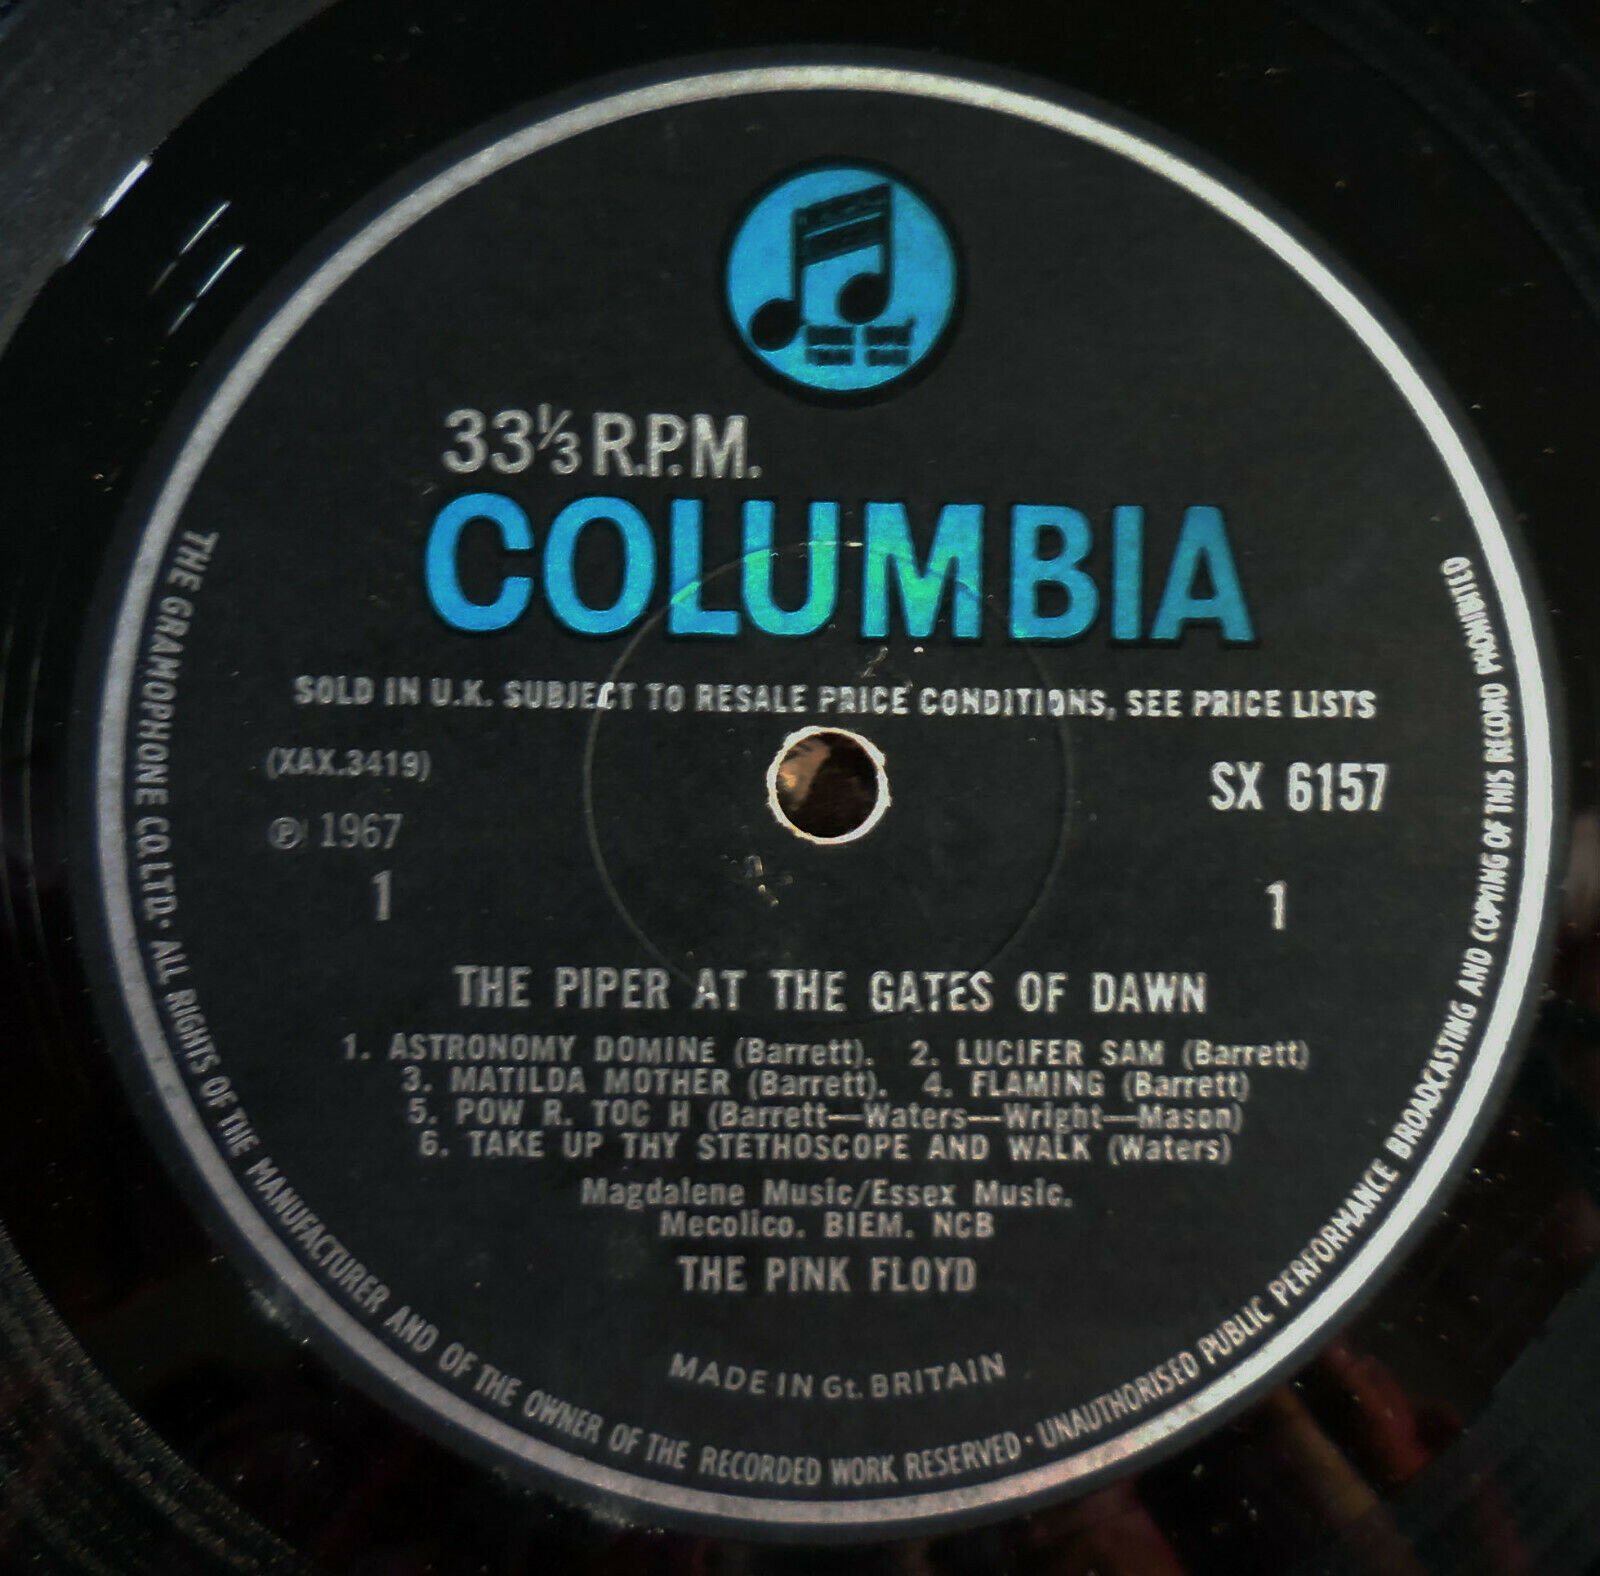 33⅓ R.P.M.
COLUMBIA
SOLD IN U.K. SUBJECT TO RESALE PRICE CONDITIONS, SEE PRICE LISTS
(XAX.3419)
SX 6157
℗ 1967
1
1
THE PIPER AT THE GATES OF DAWN
1. ASTRONOMY DOMINÉ (Barrett). 2. LUCIFER SAM (Barrett)
3. MATILDA MOTHER (Barrett). 4. FLAMING (Barrett)
5. POW R. TOC H (Barrett—Waters—Wright—Mason)
6. TAKE UP THY STETHOSCOPE AND WALK (Waters)
Magdalene Music/Essex Music.
Mecolico. BIEM. NCB
THE PINK FLOYD
MADE IN Gt. BRITAIN
THE GRAMOPHONE CO. LTD. · ALL RIGHTS OF THE MANUFACTURER AND OF THE OWNER OF THE RECORDED WORK RESERVED · UNAUTHORISED PUBLIC PERFORMANCE BROADCASTING AND COPYING OF THIS RECORD PROHIBITED